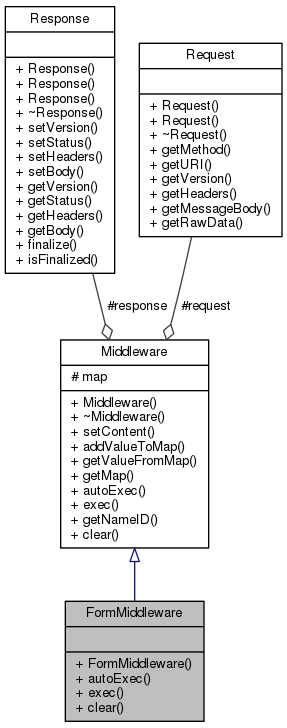 Response
+ Response()
+ Response()
+ Response()
+ ~Response()
+ setVersion()
+ setStatus()
+ setHeaders()
+ setBody()
+ getVersion()
+ getStatus()
+ getHeaders()
+ getBody()
+ finalize()
+ isFinalized()
Request
+ Request()
+ Request()
+ ~Request()
+ getMethod()
+ getURI()
+ getVersion()
+ getHeaders()
+ getMessageBody()
+ getRawData()
#response
#request
Middleware
# map
+ Middleware()
+ ~Middleware()
+ setContent()
+ addValueToMap()
+ getValueFromMap()
+ getMap()
+ autoExec()
+ exec()
+ getNameID()
+ clear()
FormMiddleware
+ FormMiddleware()
+ autoExec()
+ exec()
+ clear()